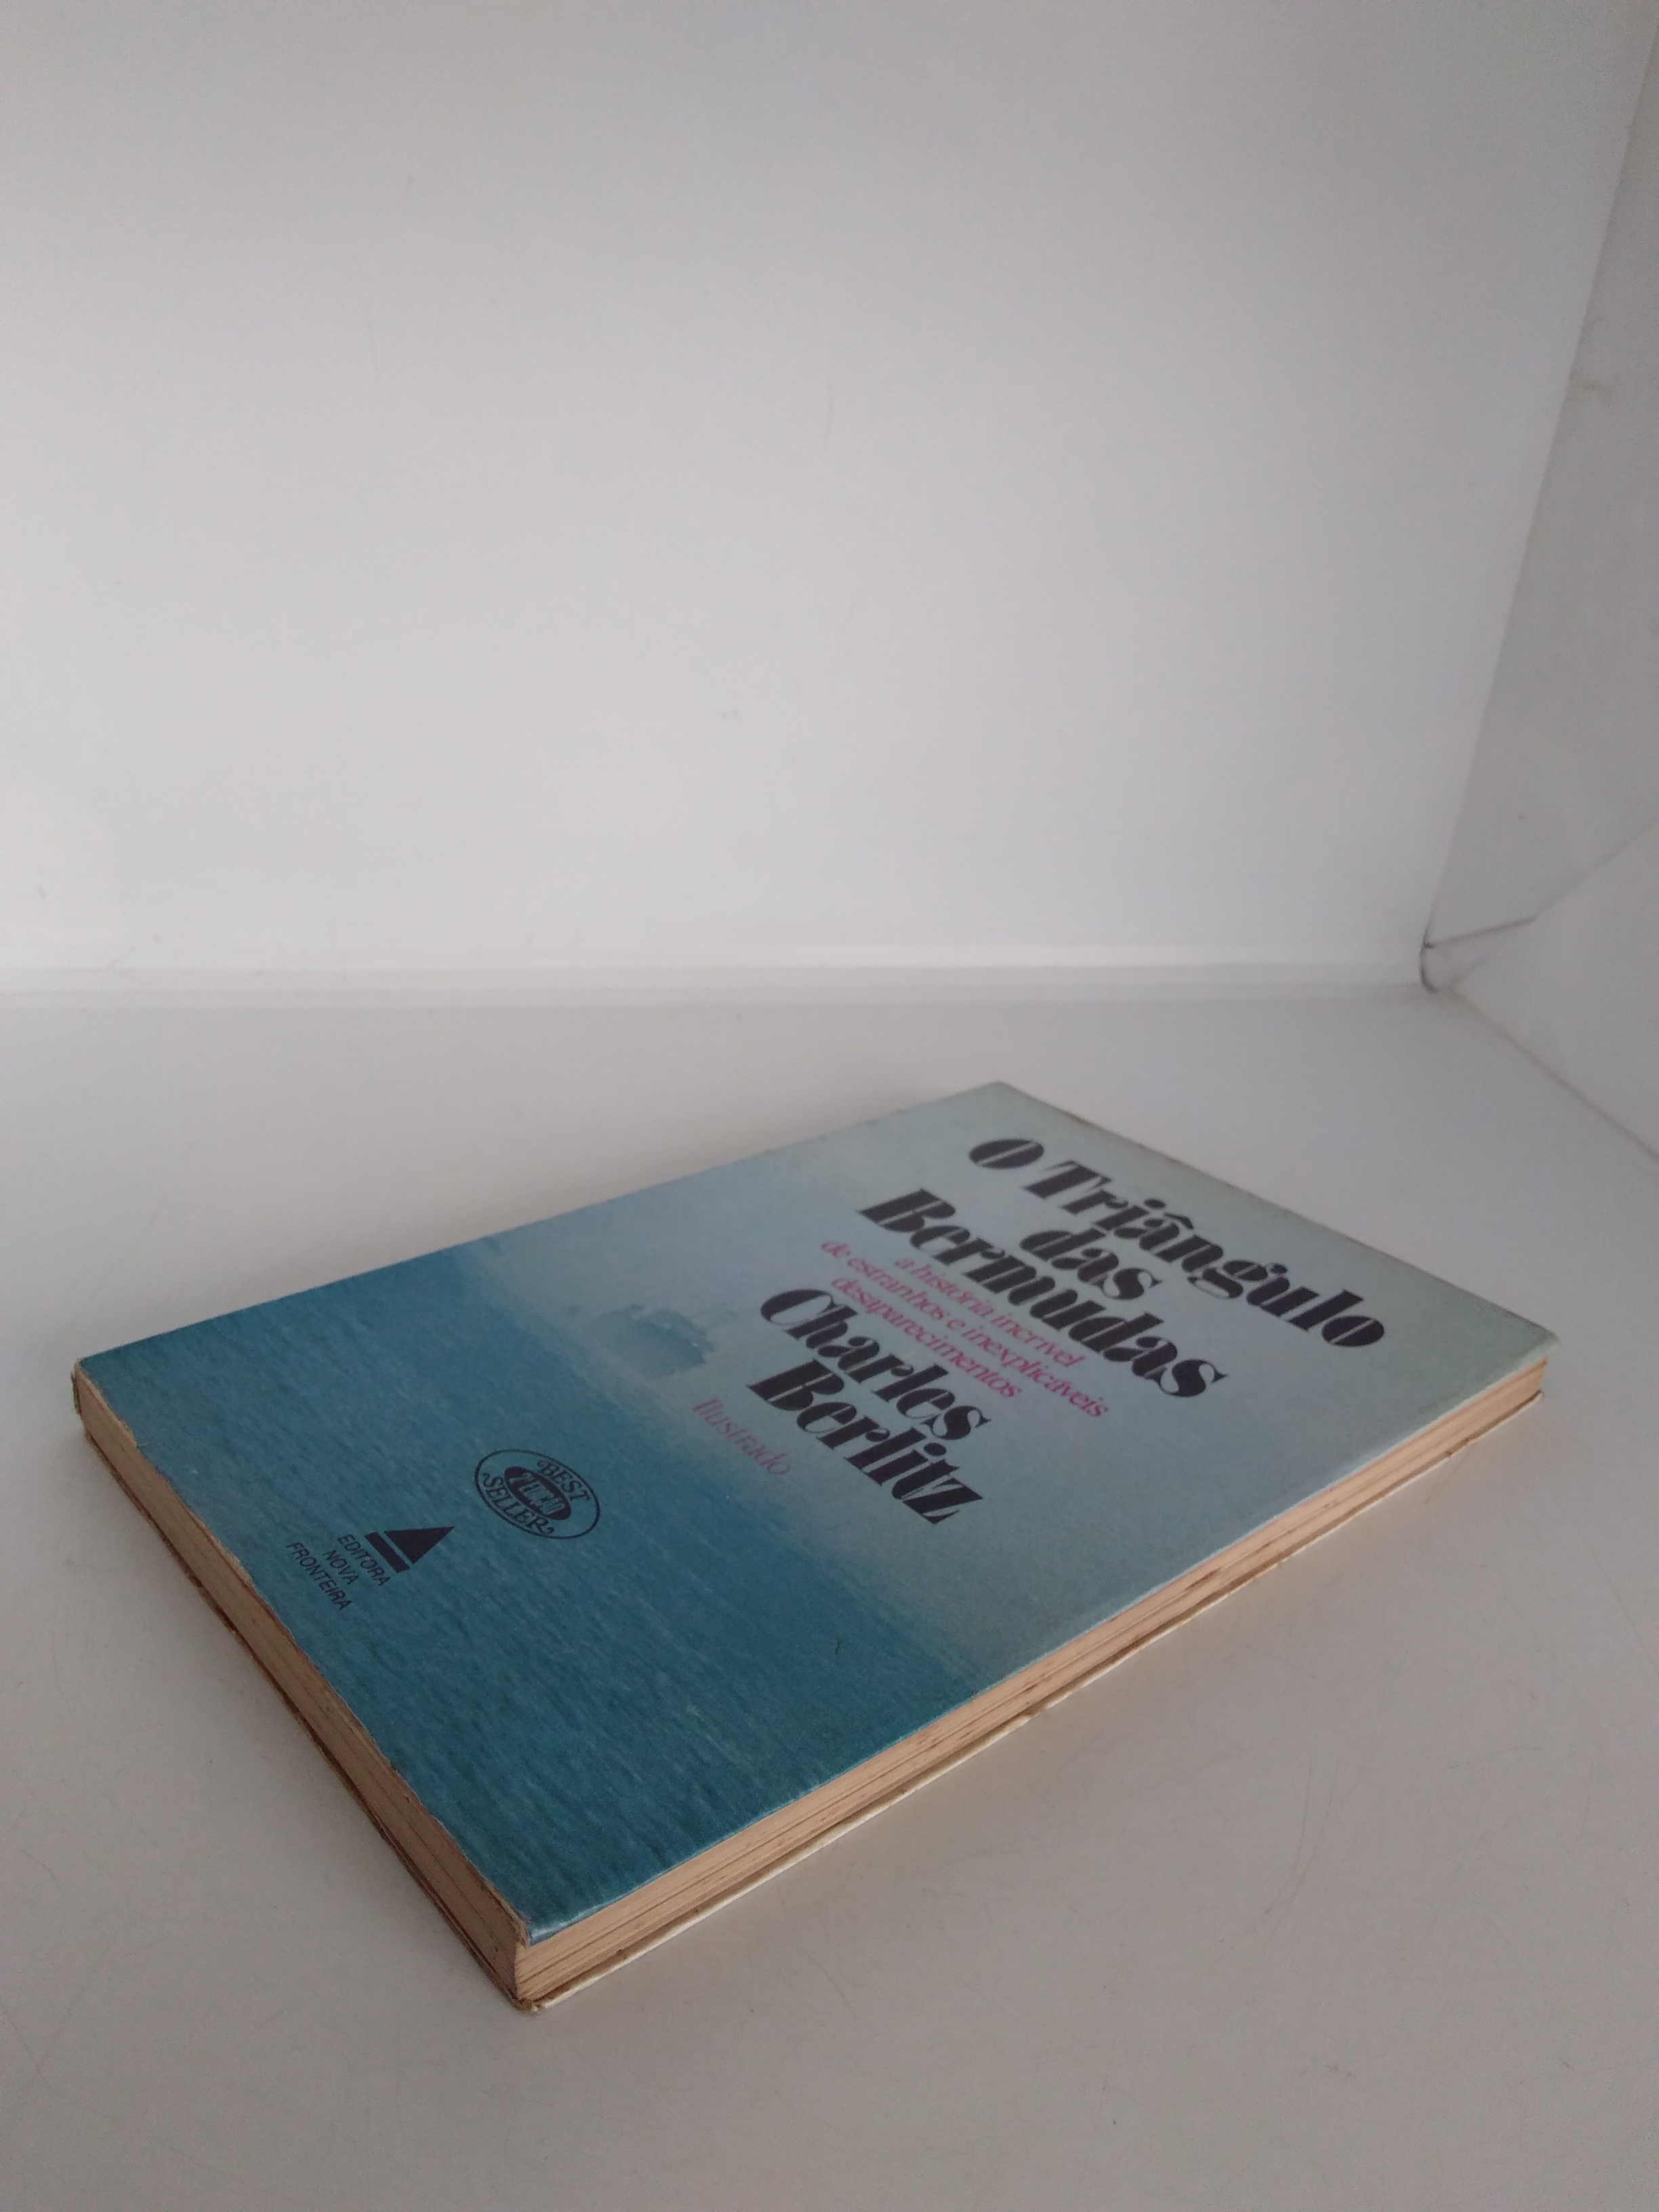 O Triângulo
das
Bermudas
a história incrível
de estranhos e inexplicáveis
desaparecimentos
Charles
Berlitz
Ilustrado
BEST
SELLER
EDITORA
NOVA
FRONTEIRA